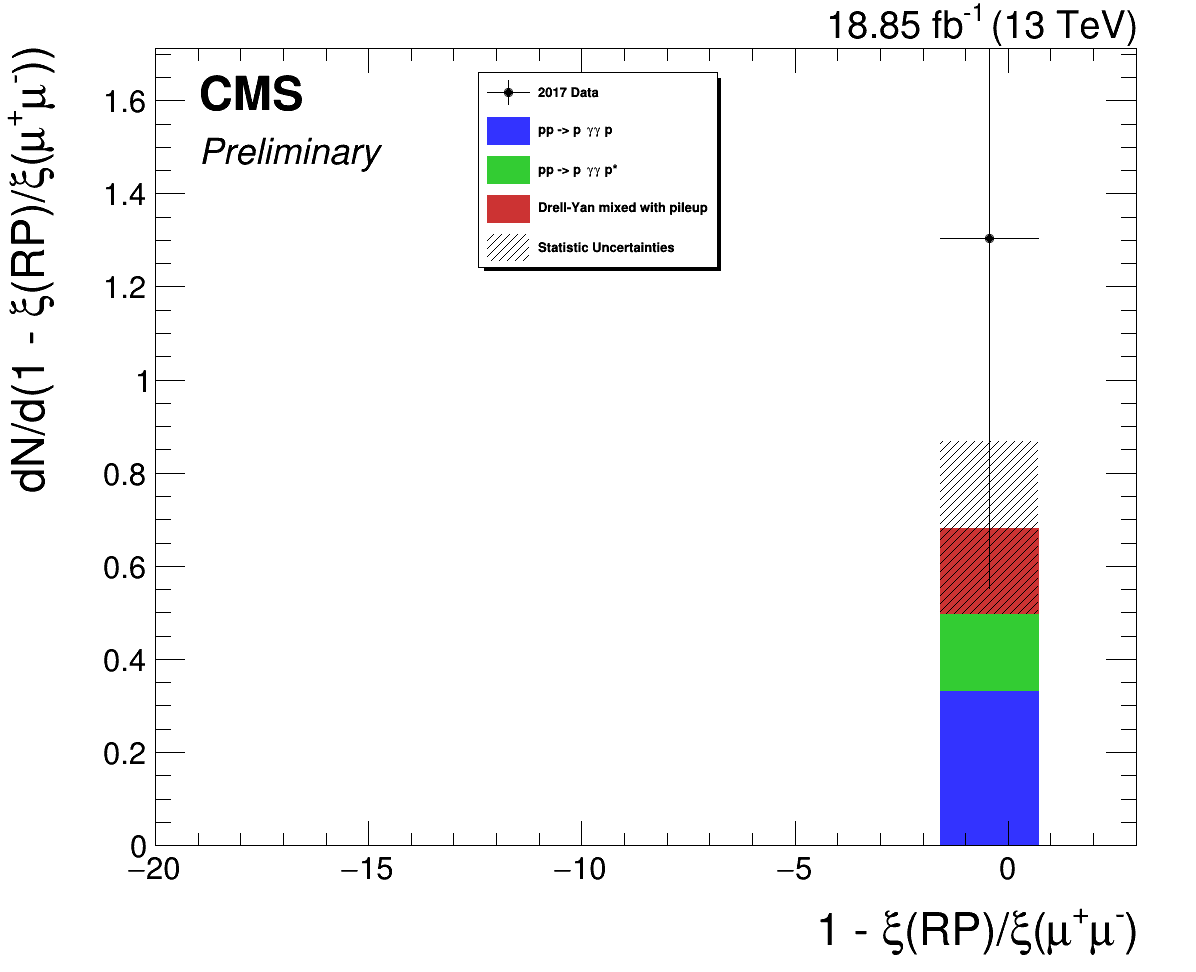 18.85 fb⁻¹ (13 TeV)
CMS
Preliminary
2017 Data
pp -> p γγ p
pp -> p γγ p*
Drell-Yan mixed with pileup
Statistic Uncertainties
dN/d(1 - ξ(RP)/ξ(μ⁺μ⁻))
1.6
1.4
1.2
1
0.8
0.6
0.4
0.2
0
−20 −15 −10 −5 0
1 - ξ(RP)/ξ(μ⁺μ⁻)